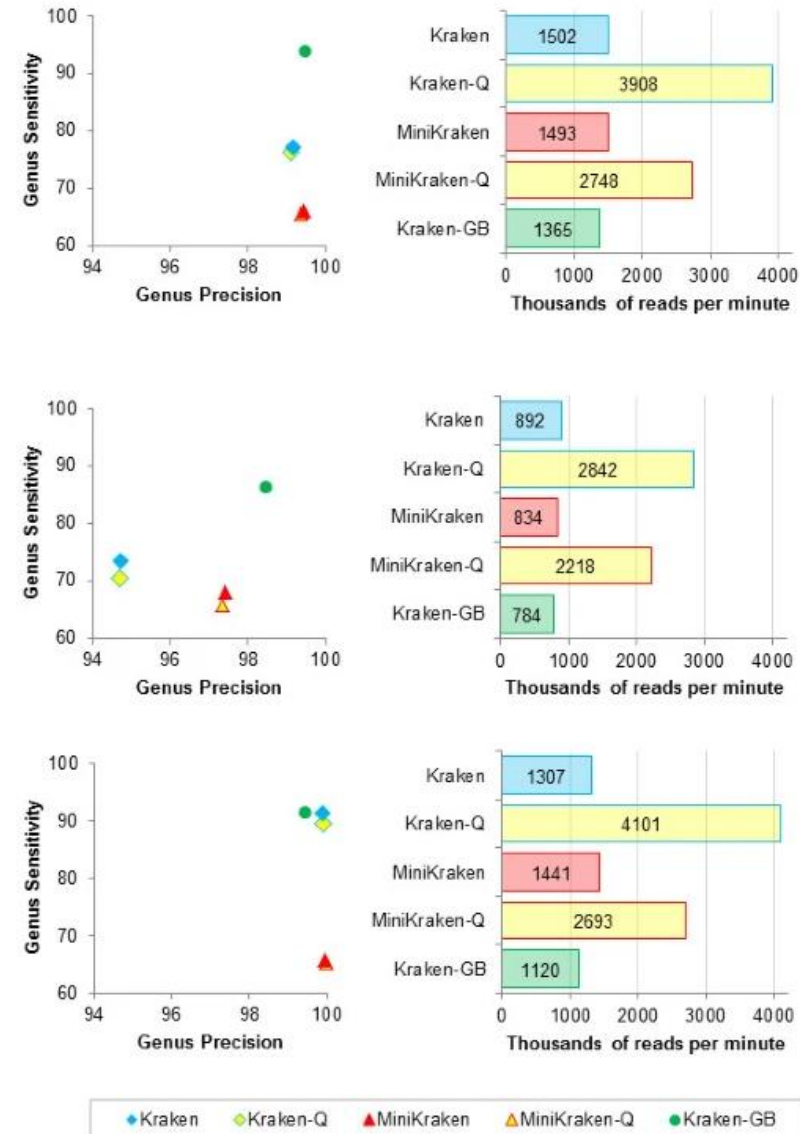 100
90
80
70
60
Genus Sensitivity
94 96 98 100
Genus Precision
Kraken 1502
Kraken-Q 3908
MiniKraken 1493
MiniKraken-Q 2748
Kraken-GB 1365
0 1000 2000 3000 4000
Thousands of reads per minute
100
90
80
70
60
Genus Sensitivity
94 96 98 100
Genus Precision
Kraken 892
Kraken-Q 2842
MiniKraken 834
MiniKraken-Q 2218
Kraken-GB 784
0 1000 2000 3000 4000
Thousands of reads per minute
100
90
80
70
60
Genus Sensitivity
94 96 98 100
Genus Precision
Kraken 1307
Kraken-Q 4101
MiniKraken 1441
MiniKraken-Q 2693
Kraken-GB 1120
0 1000 2000 3000 4000
Thousands of reads per minute
Kraken Kraken-Q MiniKraken MiniKraken-Q Kraken-GB